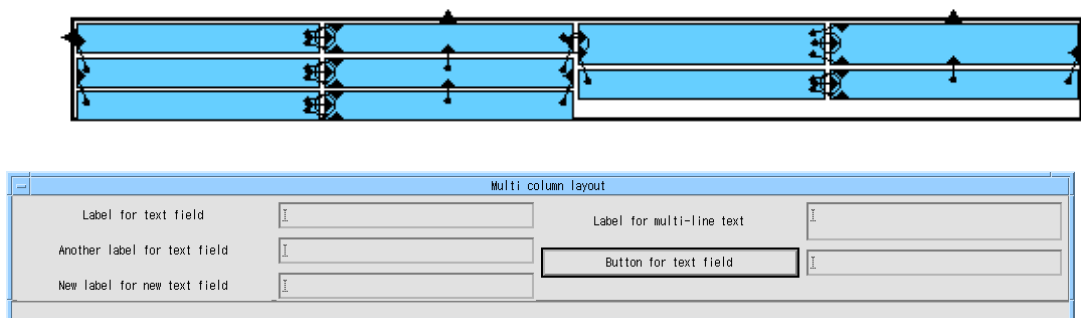 Multi column layout
Label for text field
Another label for text field
New label for new text field
Label for multi-line text
Button for text field